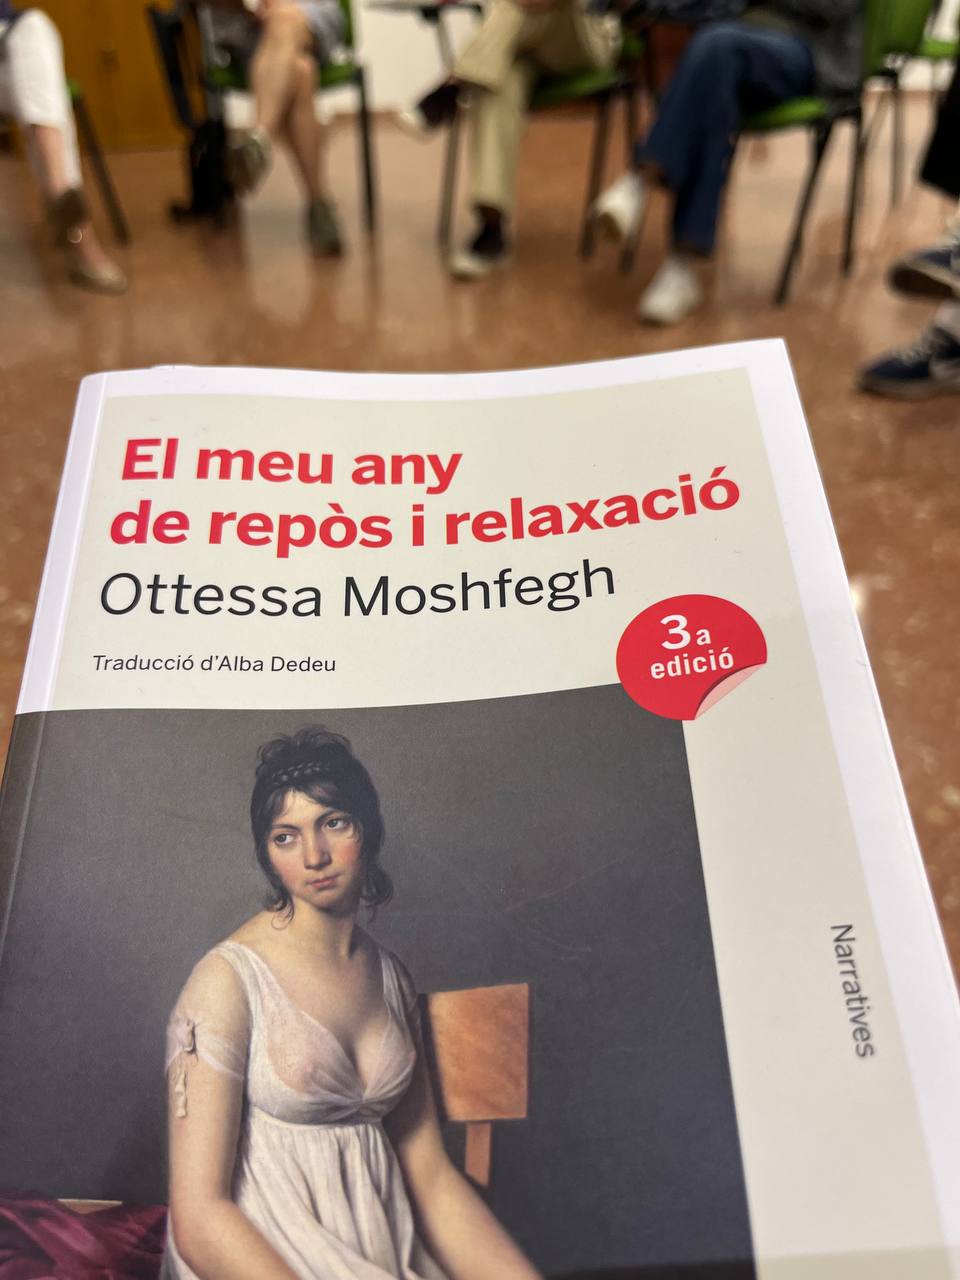 El meu any
de repòs i relaxació
Ottessa Moshfegh
Traducció d'Alba Dedeu
3a
edició
Narratives